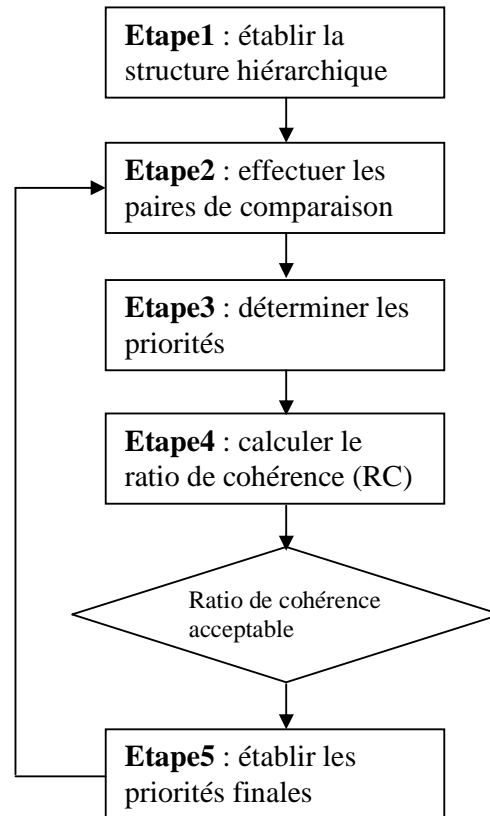 Etape1 : établir la
structure hiérarchique
Etape2 : effectuer les
paires de comparaison
Etape3 : déterminer les
priorités
Etape4 : calculer le
ratio de cohérence (RC)
Ratio de cohérence
acceptable
Etape5 : établir les
priorités finales